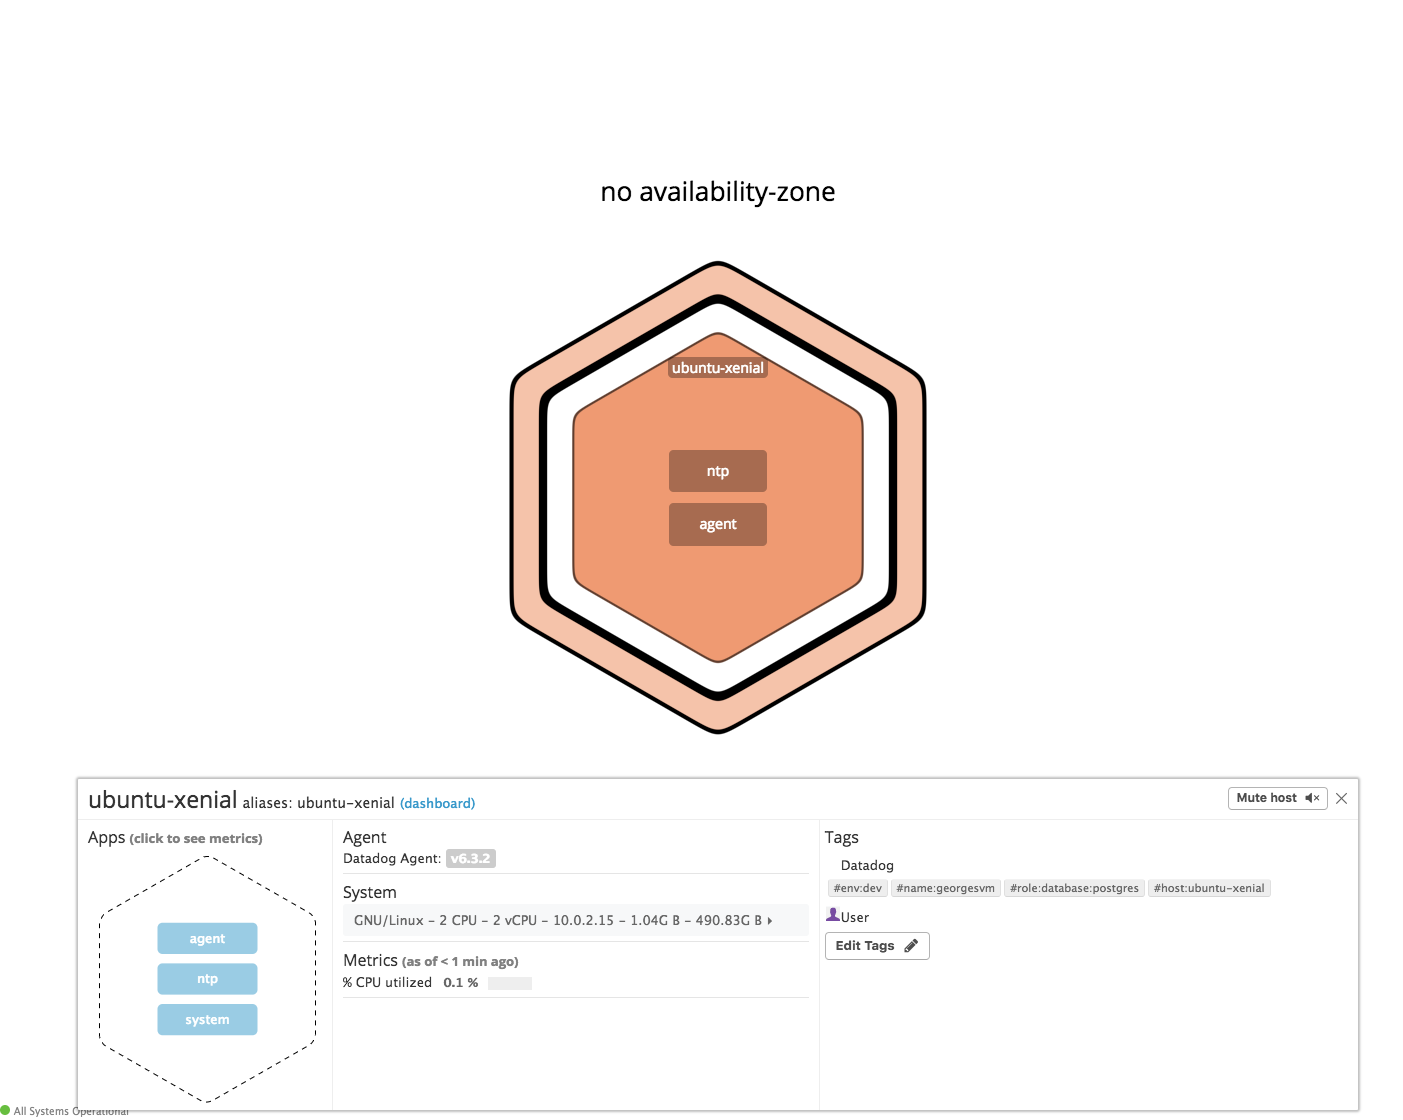 no availability-zone
ubuntu-xenial
ntp
agent
ubuntu-xenial aliases: ubuntu-xenial (dashboard)
Mute host
Apps (click to see metrics)
agent
ntp
system
Agent
Datadog Agent: v6.3.2
System
GNU/Linux - 2 CPU - 2 vCPU - 10.0.2.15 - 1.04G B - 490.83G B
Metrics (as of < 1 min ago)
% CPU utilized 0.1 %
Tags
Datadog
#env:dev #name:georgesvm #role:database:postgres #host:ubuntu-xenial
User
Edit Tags
All Systems Operational